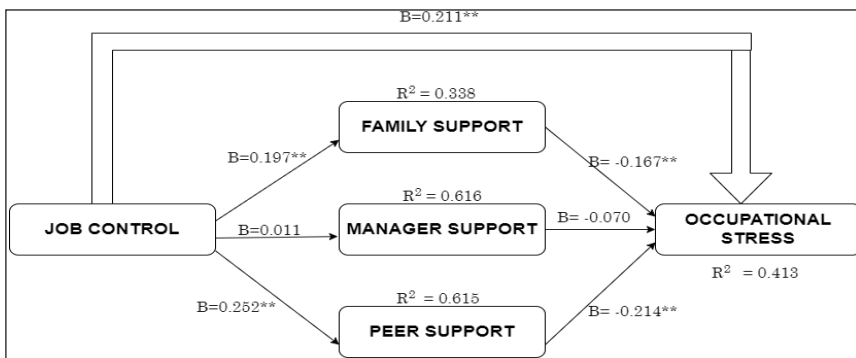 B=0.211**
R² = 0.338
FAMILY SUPPORT
B=0.197**
B= -0.167**
R² = 0.616
JOB CONTROL
B=0.011
MANAGER SUPPORT
B= -0.070
OCCUPATIONAL
STRESS
R² = 0.413
R² = 0.615
B=0.252**
PEER SUPPORT
B= -0.214**